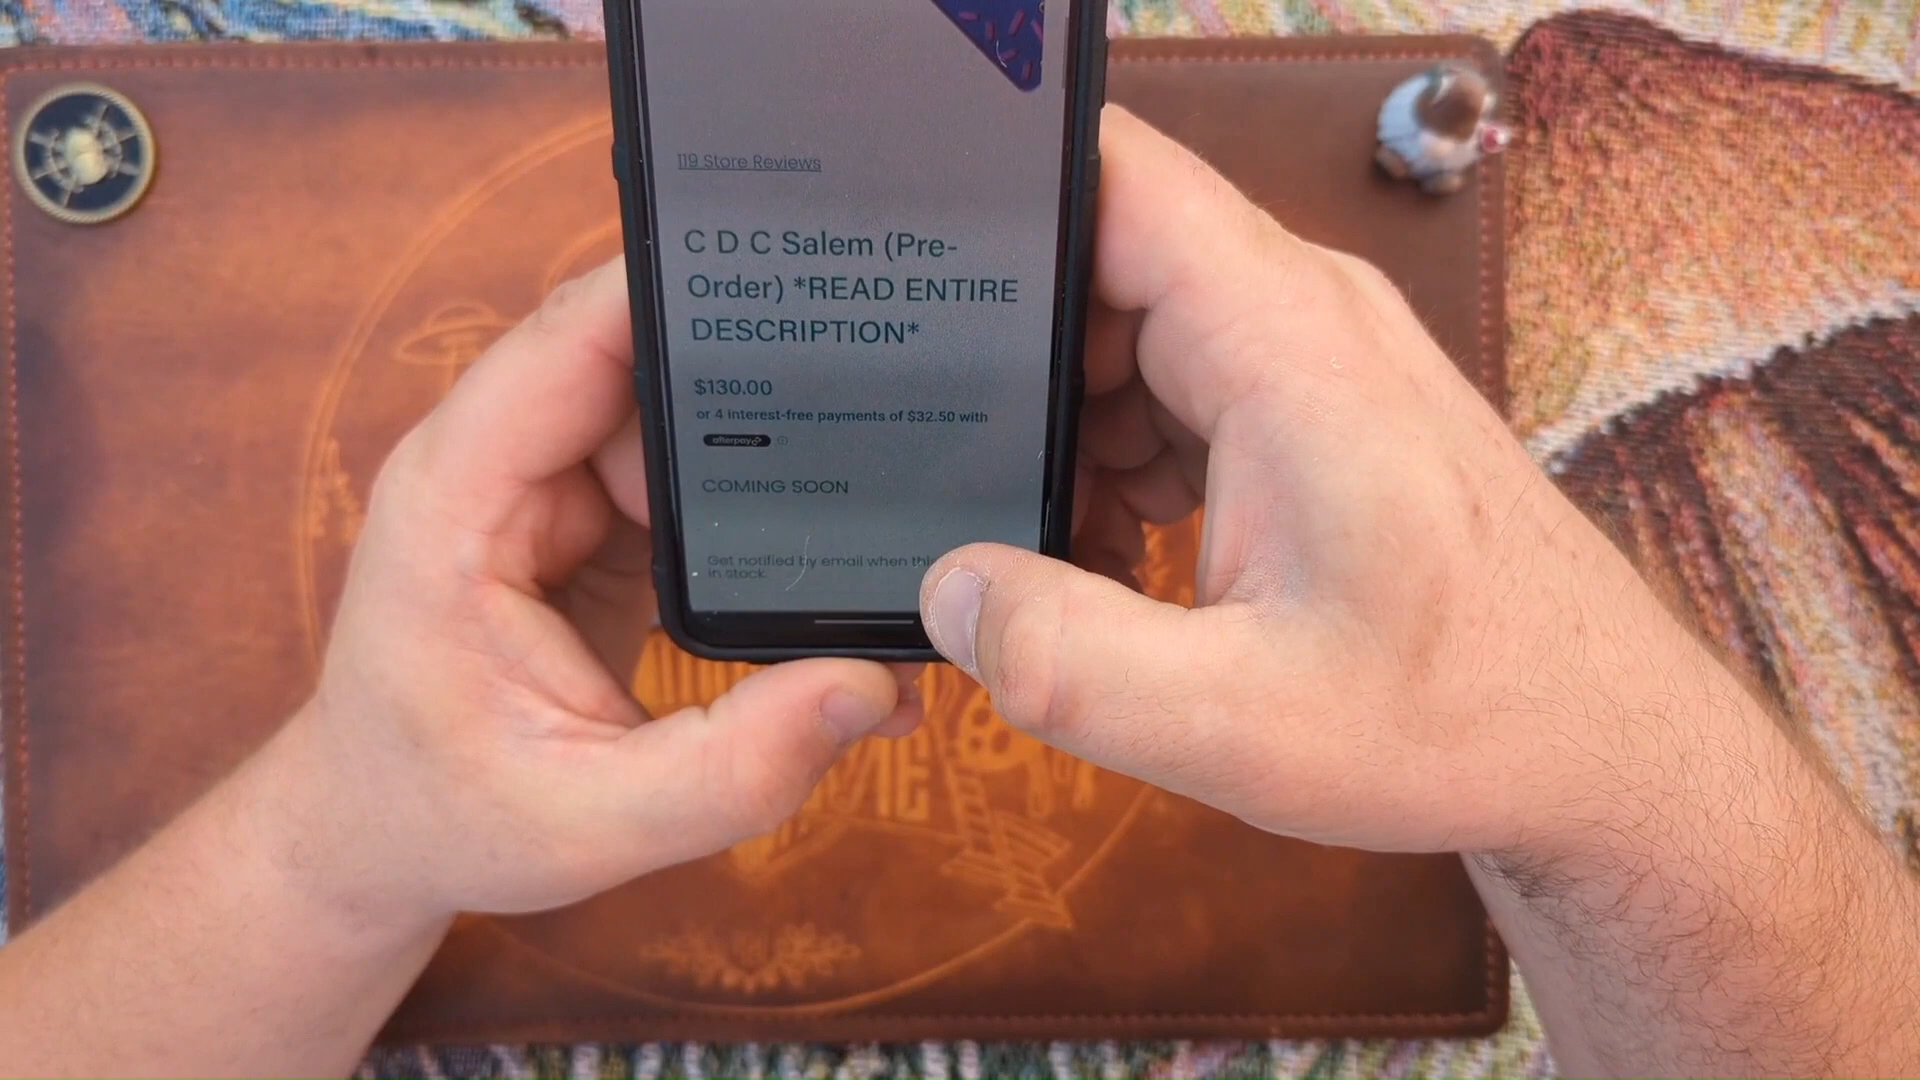 119 Store Reviews
C D C Salem (Pre-
Order) *READ ENTIRE
DESCRIPTION*
$130.00
or 4 interest-free payments of $32.50 with
afterpay
COMING SOON
Get notified by email when this
in stock